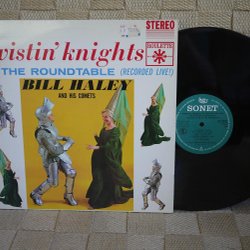 STEREO
wistin' knights
ROULETTE
THE ROUNDTABLE (RECORDED LIVE!)
BILL HALEY
AND HIS COMETS
SONET